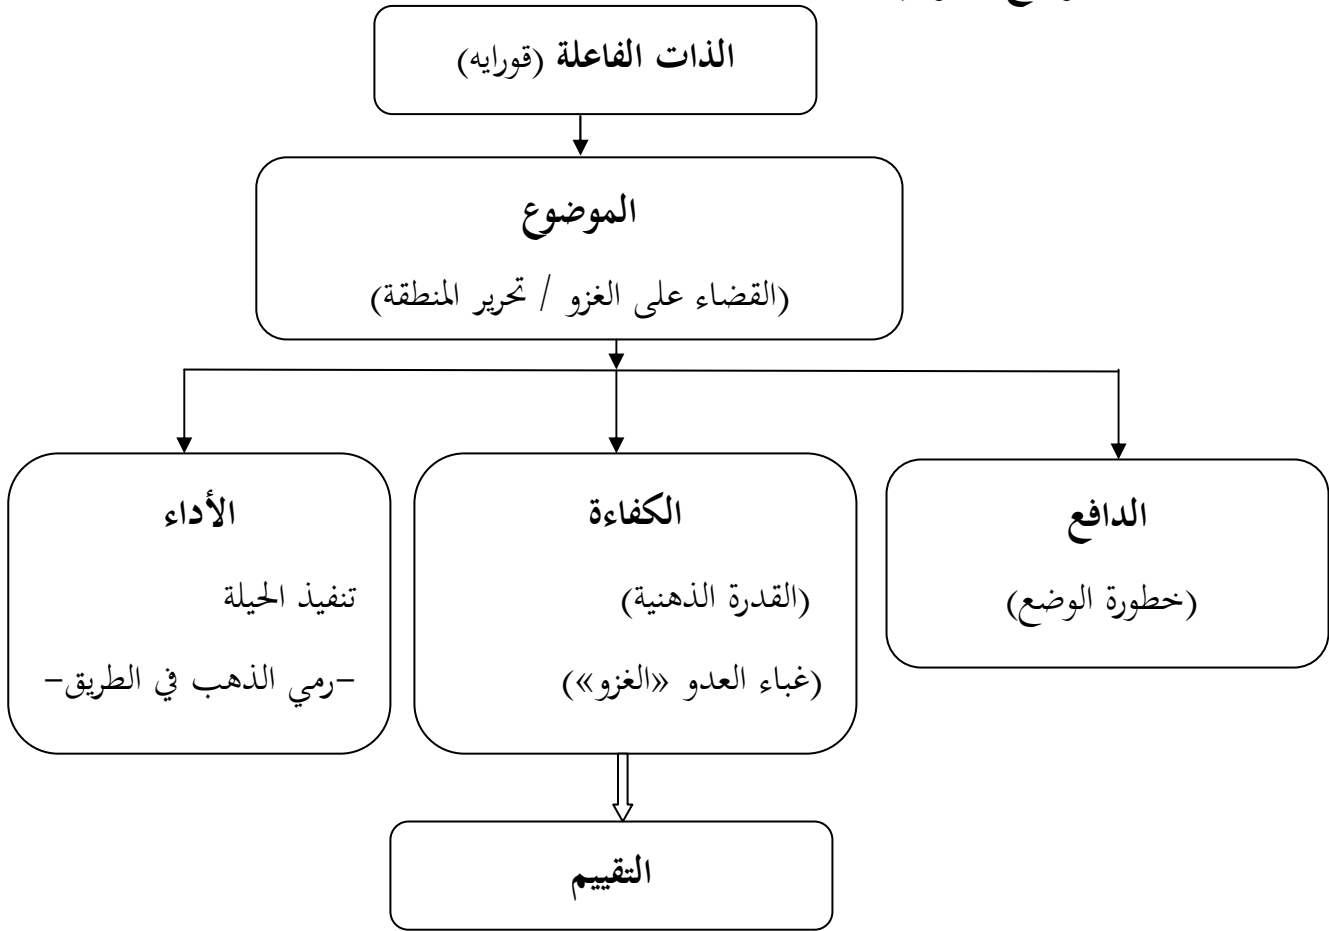 الذات الفاعلة (قورايه)
الموضوع
(القضاء على الغزو / تحرير المنطقة)
الدافع
(خطورة الوضع)
الكفاءة
(القدرة الذهنية)
(غباء العدو «الغزو»)
الأداء
تنفيذ الحيلة
-رمي الذهب في الطريق-
التقييم